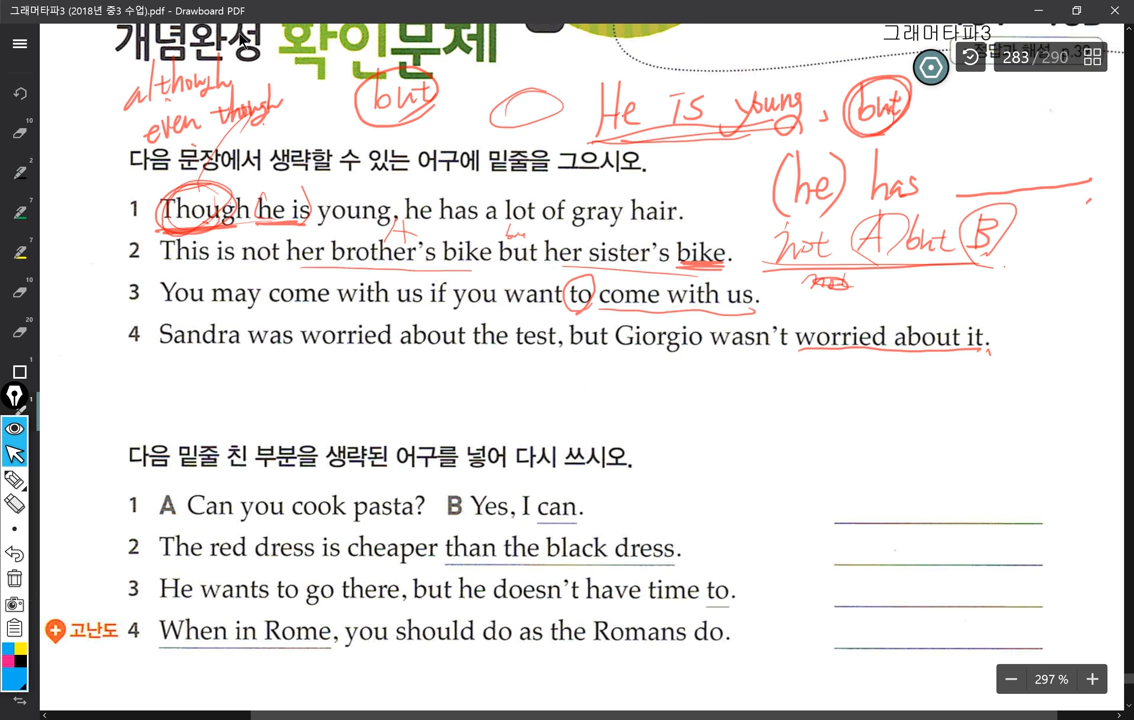 그래머타파3 (2018년 중3 수업).pdf - Drawboard PDF
개념완성 확인문제
그래머타파3
283 / 290
although
even though
but
He is young, but
(he) has
not A but B
다음 문장에서 생략할 수 있는 어구에 밑줄을 그으시오.
1 Though he is young, he has a lot of gray hair.
2 This is not her brother's bike but her sister's bike.
3 You may come with us if you want to come with us.
4 Sandra was worried about the test, but Giorgio wasn't worried about it.
다음 밑줄 친 부분을 생략된 어구를 넣어 다시 쓰시오.
1 A Can you cook pasta? B Yes, I can.
2 The red dress is cheaper than the black dress.
3 He wants to go there, but he doesn't have time to.
고난도 4 When in Rome, you should do as the Romans do.
297 %